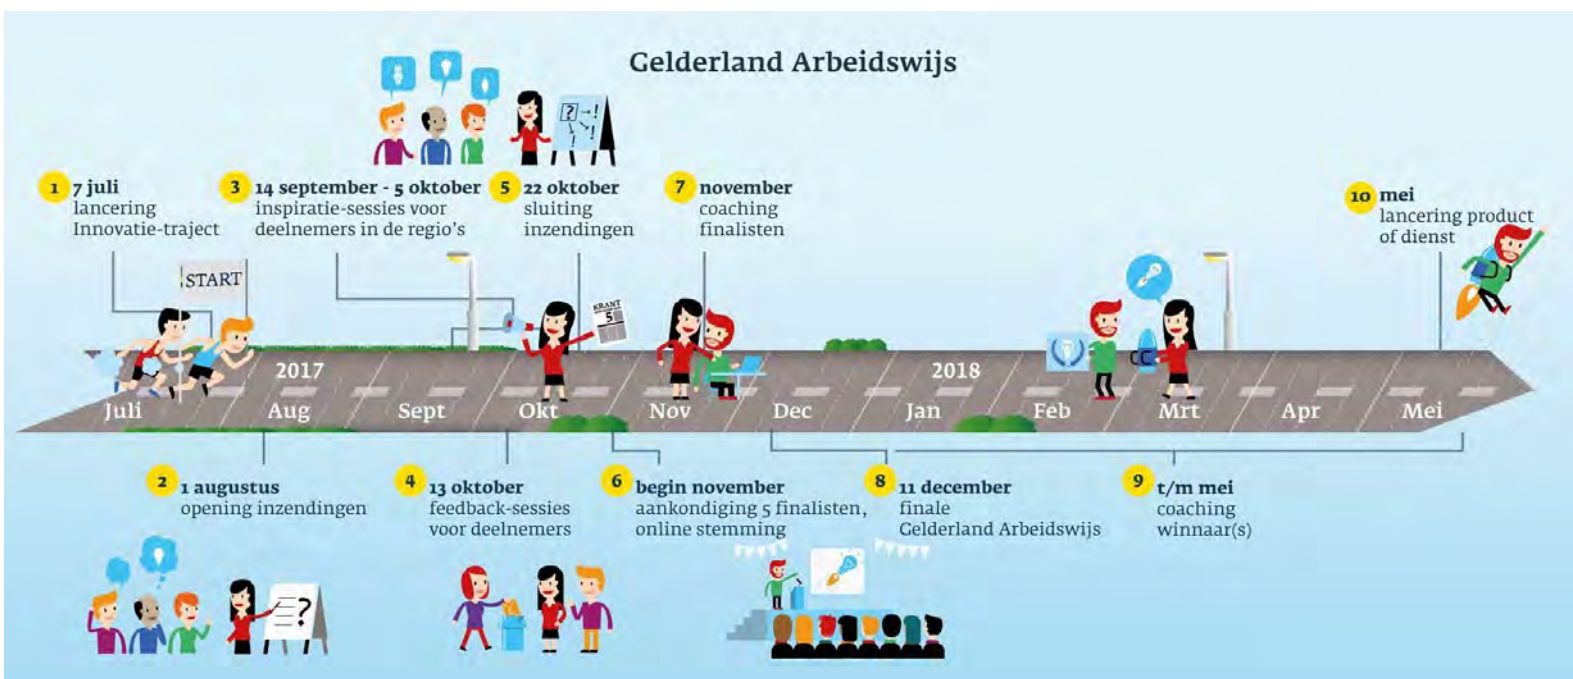 Gelderland Arbeidswijs
1 7 juli
lancering
Innovatie-traject
3 14 september - 5 oktober
inspiratie-sessies voor
deelnemers in de regio's
5 22 oktober
sluiting
inzendingen
7 november
coaching
finalisten
10 mei
lancering product
of dienst
START
KRANT
5
? ! ! !
2017
2018
Juli Aug Sept Okt Nov Dec Jan Feb Mrt Apr Mei
2 1 augustus
opening inzendingen
4 13 oktober
feedback-sessies
voor deelnemers
6 begin november
aankondiging 5 finalisten,
online stemming
8 11 december
finale
Gelderland Arbeidswijs
9 t/m mei
coaching
winnaar(s)
?